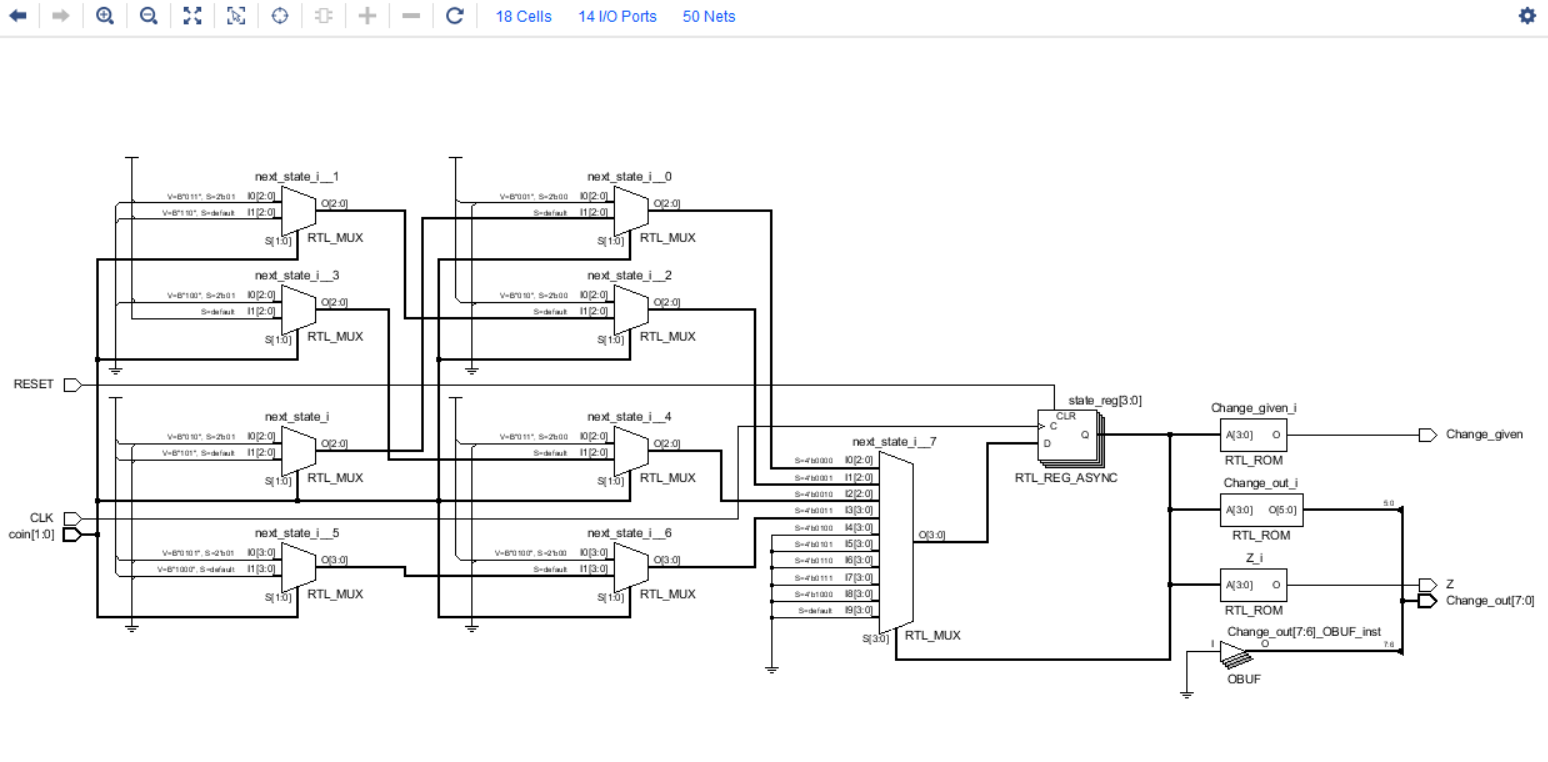 18 Cells 14 I/O Ports 50 Nets
next_state_i__1
V=B"011", S=2'b01 I0[2:0]
V=B"110", S=default I1[2:0]
O[2:0]
S[1:0]
RTL_MUX
next_state_i__0
V=B"001", S=2'b00 I0[2:0]
S=default I1[2:0]
O[2:0]
S[1:0]
RTL_MUX
next_state_i__3
V=B"100", S=2'b01 I0[2:0]
S=default I1[2:0]
O[2:0]
S[1:0]
RTL_MUX
next_state_i__2
V=B"010", S=2'b00 I0[2:0]
S=default I1[2:0]
O[2:0]
S[1:0]
RTL_MUX
RESET
next_state_i
V=B"010", S=2'b01 I0[2:0]
V=B"101", S=default I1[2:0]
O[2:0]
S[1:0]
RTL_MUX
next_state_i__4
V=B"011", S=2'b00 I0[2:0]
S=default I1[2:0]
O[2:0]
S[1:0]
RTL_MUX
CLK
coin[1:0]
next_state_i__5
V=B"0101", S=2'b01 I0[3:0]
V=B"1000", S=default I1[3:0]
O[3:0]
S[1:0]
RTL_MUX
next_state_i__6
V=B"0100", S=2'b00 I0[3:0]
S=default I1[3:0]
O[3:0]
S[1:0]
RTL_MUX
next_state_i__7
S=4'b0000 I0[2:0]
S=4'b0001 I1[2:0]
S=4'b0010 I2[2:0]
S=4'b0011 I3[3:0]
S=4'b0100 I4[3:0]
S=4'b0101 I5[3:0]
S=4'b0110 I6[3:0]
S=4'b0111 I7[3:0]
S=4'b1000 I8[3:0]
S=default I9[3:0]
O[3:0]
S[3:0]
RTL_MUX
state_reg[3:0]
CLR
C
D
Q
RTL_REG_ASYNC
Change_given_i
A[3:0] O
RTL_ROM
Change_given
Change_out_i
A[3:0] O[5:0]
5:0
RTL_ROM
Z_i
A[3:0] O
RTL_ROM
Z
Change_out[7:0]
Change_out[7:6]_OBUF_inst
I O
7:6
OBUF